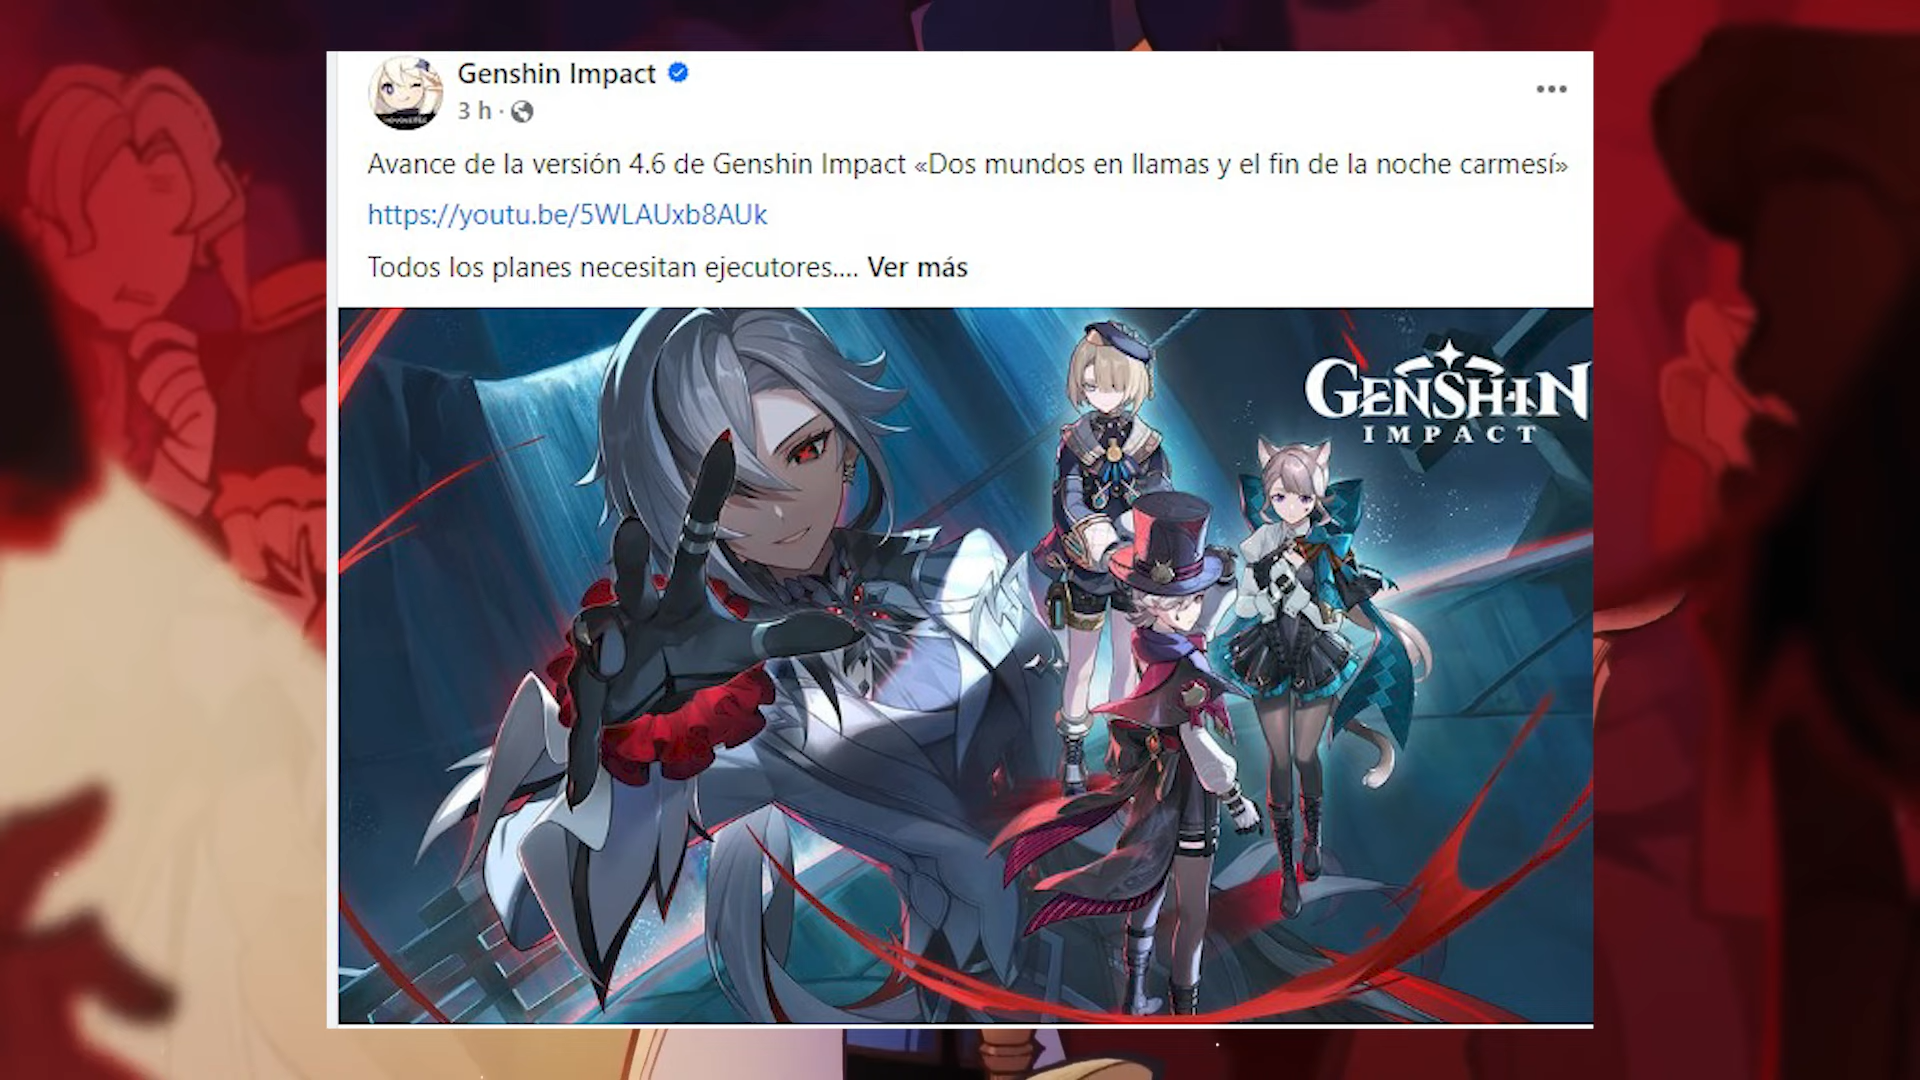 Genshin Impact
3 h ·
Avance de la versión 4.6 de Genshin Impact «Dos mundos en llamas y el fin de la noche carmesí»
https://youtu.be/5WLAUxb8AUk
Todos los planes necesitan ejecutores.... Ver más
GENSHIN
IMPACT